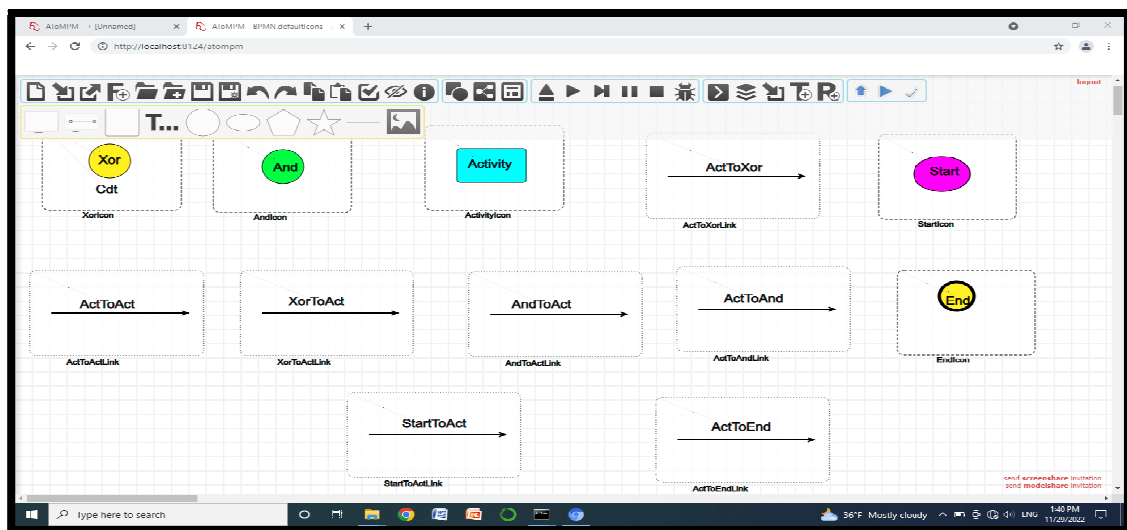 AToMPM - [Unnamed]
AToMPM - BPMN.defaultIcons
http://localhost:8124/atompm
logout
T...
Xor
Cdt
XorIcon
And
AndIcon
Activity
ActivityIcon
ActToXor
ActToXorLink
Start
StartIcon
ActToAct
ActToActLink
XorToAct
XorToActLink
AndToAct
AndToActLink
ActToAnd
ActToAndLink
End
EndIcon
StartToAct
StartToActLink
ActToEnd
ActToEndLink
send screenshare invitation
send modelshare invitation
Type here to search
36°F Mostly cloudy
ENG
1:40 PM
11/29/2022